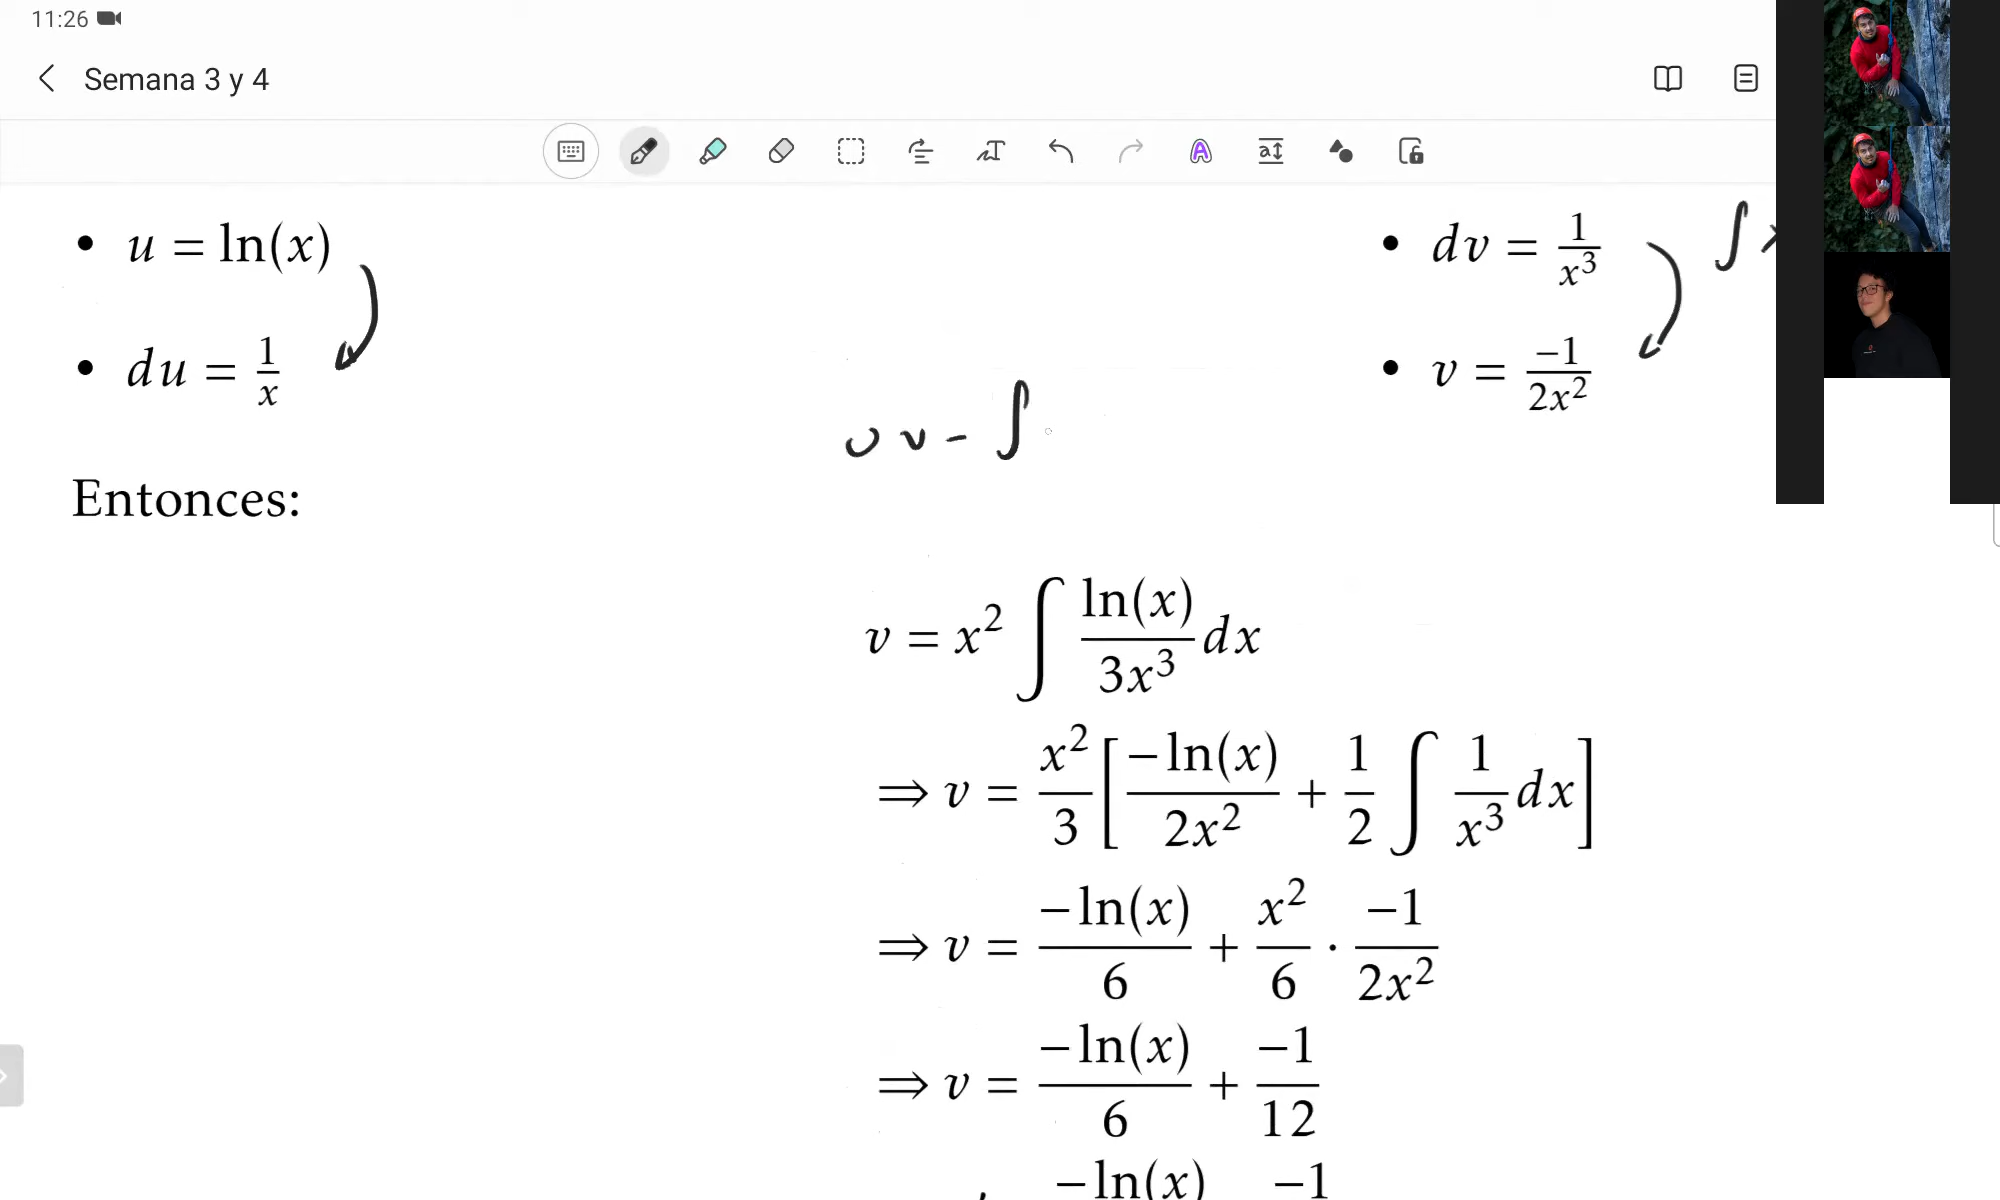 11:26
Semana 3 y 4
• u = ln(x)
• dv = 1/x³
∫ x
• du = 1/x
• v = −1/2x²
u v - ∫
Entonces:
v = x² ∫ ln(x)/3x³ dx
⟹ v = x²/3 [ −ln(x)/2x² + 1/2 ∫ 1/x³ dx ]
⟹ v = −ln(x)/6 + x²/6 · −1/2x²
⟹ v = −ln(x)/6 + −1/12
−ln(x) −1